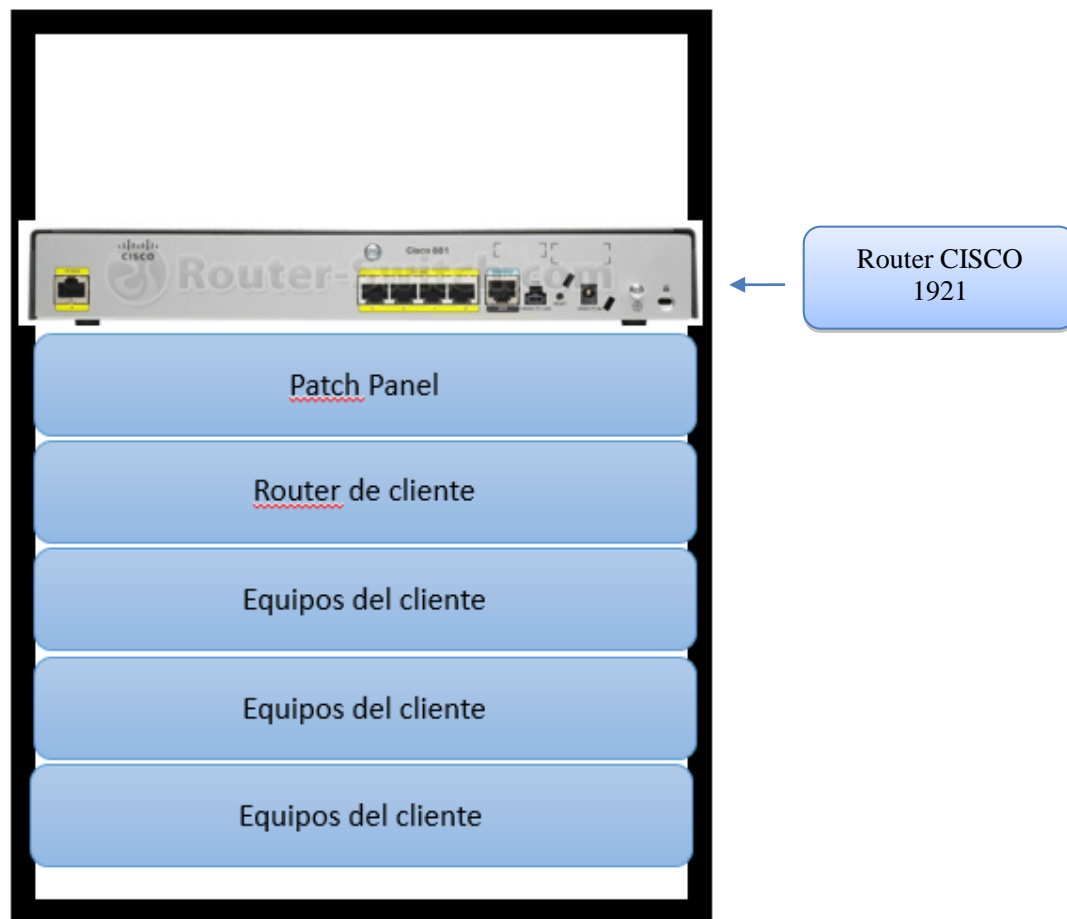 CISCO
Cisco 881
Router-Switch.com
Router CISCO
1921
Patch Panel
Router de cliente
Equipos del cliente
Equipos del cliente
Equipos del cliente